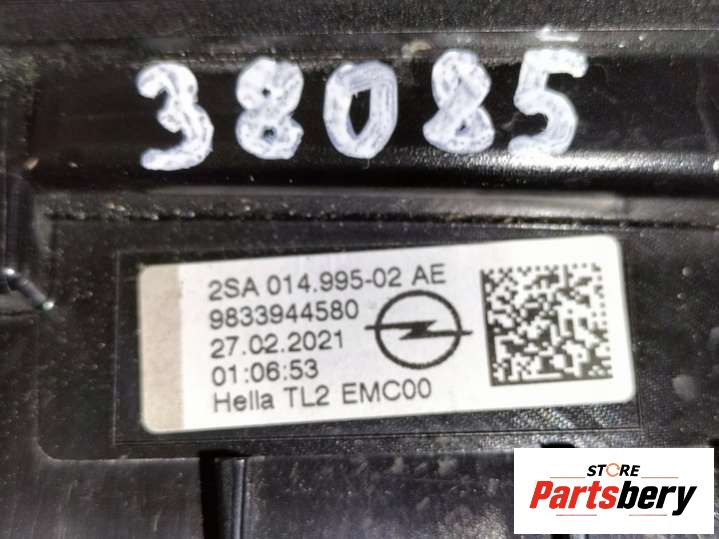 38085
2SA 014.995-02 AE
9833944580
27.02.2021
01:06:53
Hella TL2 EMC00
STORE
Partsbery